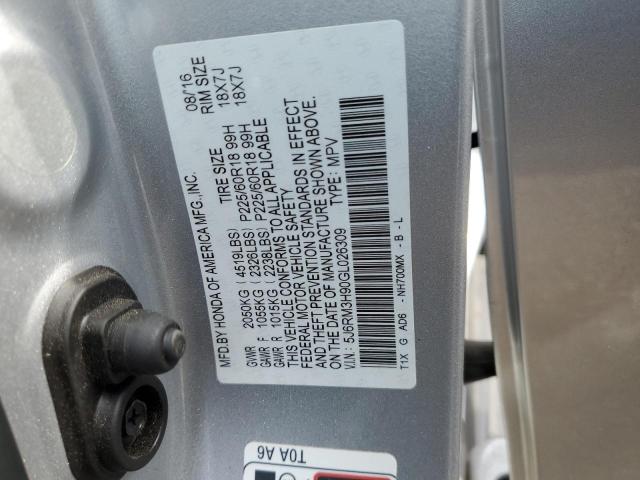 MFD.BY HONDA OF AMERICA MFG., INC. 08/'16
TIRE SIZE RIM SIZE
GVWR 2050KG ( 4519LBS) P225/60R18 99H 18X7J
GAWR F 1055KG ( 2326LBS) P225/60R18 99H 18X7J
GAWR R 1015KG ( 2238LBS)
THIS VEHICLE CONFORMS TO ALL APPLICABLE
FEDERAL MOTOR VEHICLE SAFETY
AND THEFT PREVENTION STANDARDS IN EFFECT
ON THE DATE OF MANUFACTURE SHOWN ABOVE.
V.I.N.: 5J6RM3H90GL026309 TYPE: MPV
T1X G AD6 - NH700MX - B - L
T0A A6